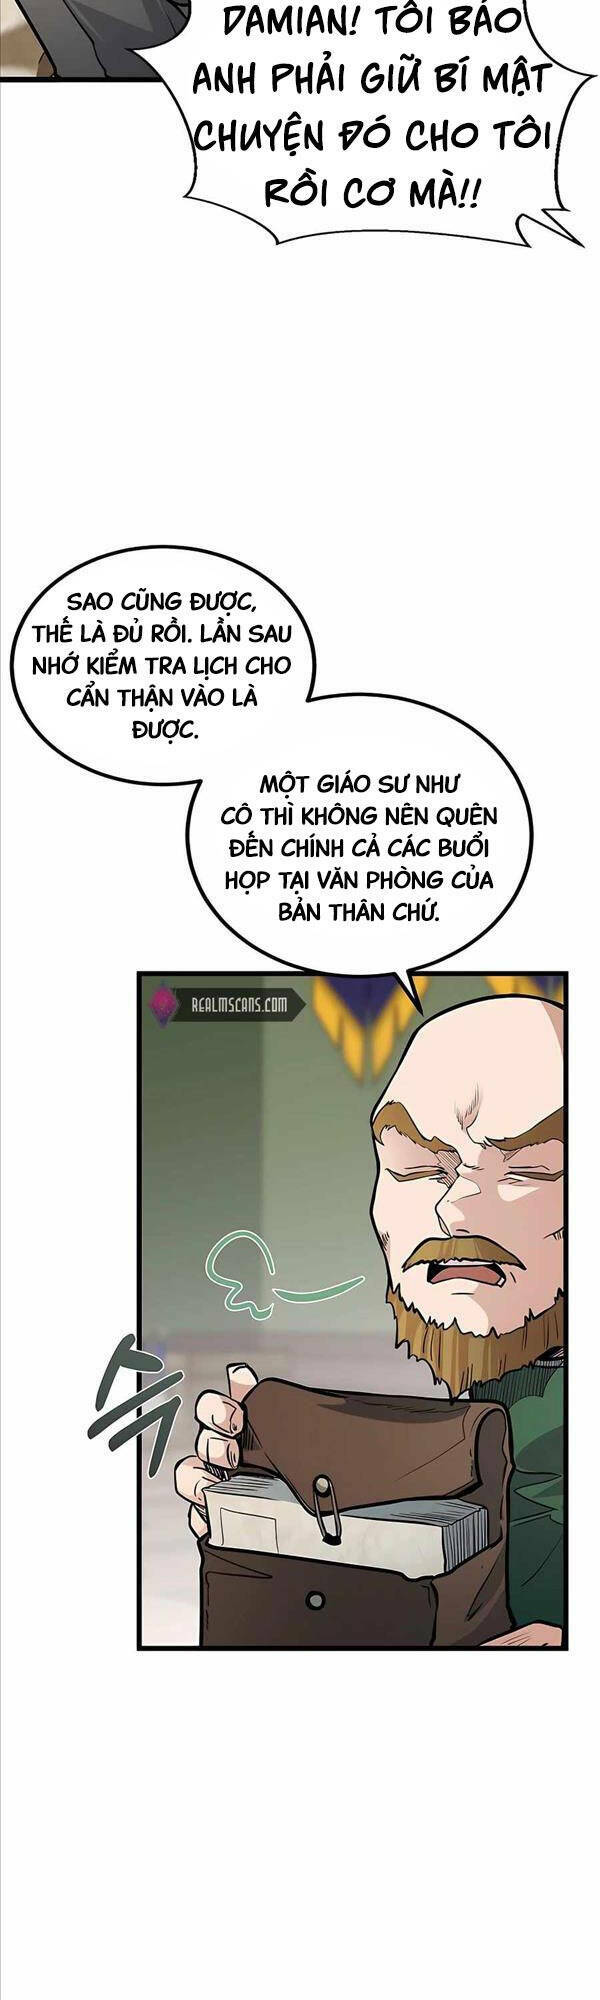 DAMIAN! TÔI BẢO
ANH PHẢI GIỮ BÍ MẬT
CHUYỆN ĐÓ CHO TÔI
RỒI CƠ MÀ!!
SAO CŨNG ĐƯỢC,
THẾ LÀ ĐỦ RỒI. LẦN SAU
NHỚ KIỂM TRA LỊCH CHO
CẨN THẬN VÀO LÀ
ĐƯỢC.
MỘT GIÁO SƯ NHƯ
CÔ THÌ KHÔNG NÊN QUÊN
ĐẾN CHÍNH CẢ CÁC BUỔI
HỌP TẠI VĂN PHÒNG CỦA
BẢN THÂN CHỨ.
REALMSCANS.COM